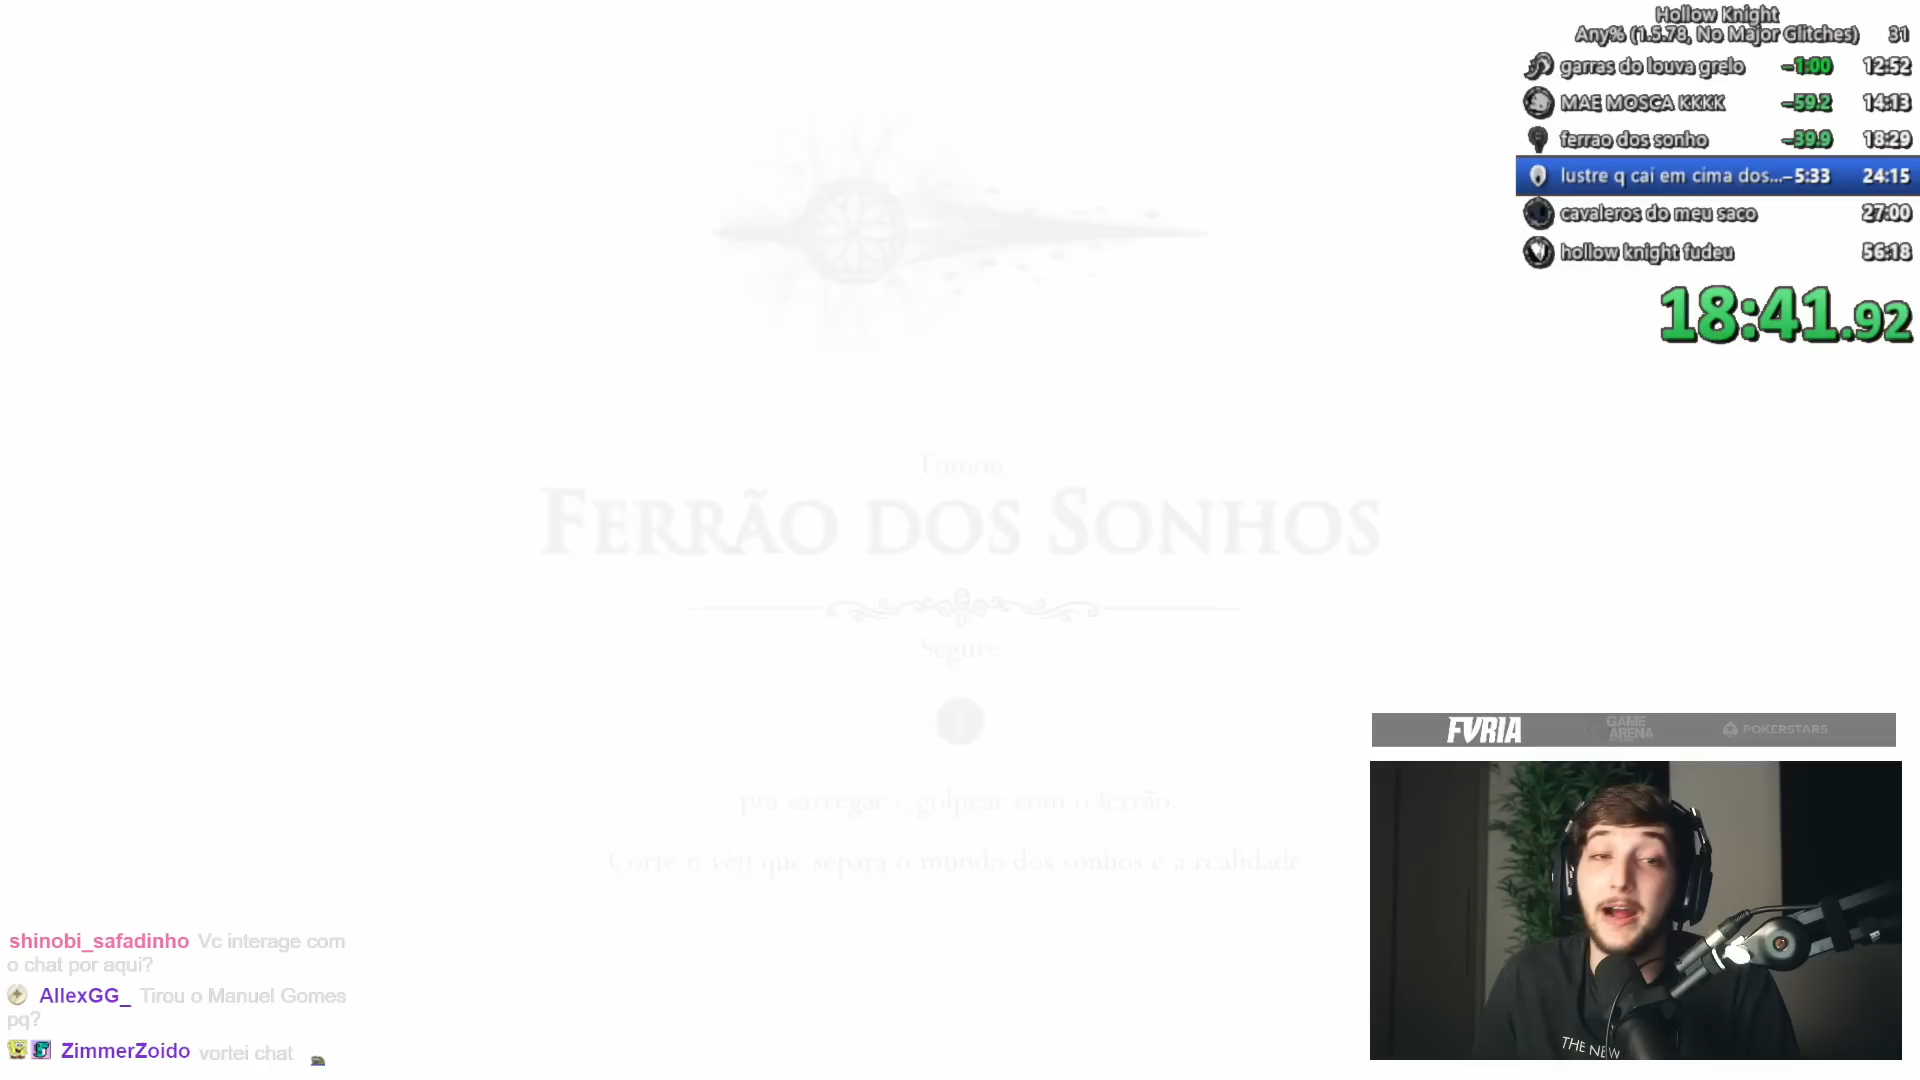 Hollow Knight
Any% (1.5.78, No Major Glitches) 31
garras do louva grelo -1:00 12:52
MAE MOSCA KKKK -59.2 14:13
ferrao dos sonho -39.9 18:29
lustre q cai em cima dos... -5:33 24:15
cavaleros do meu saco 27:00
hollow knight fudeu 56:18
18:41.92
Tomou
FERRÃO DOS SONHOS
Segure
pra carregar e golpear com o ferrão
Corte o véu que separa o mundo dos sonhos e a realidade.
FVRIA GAME ARENA POKERSTARS
THE NEW
shinobi_safadinho Vc interage com
o chat por aqui?
AllexGG_ Tirou o Manuel Gomes
pq?
ZimmerZoido vortei chat